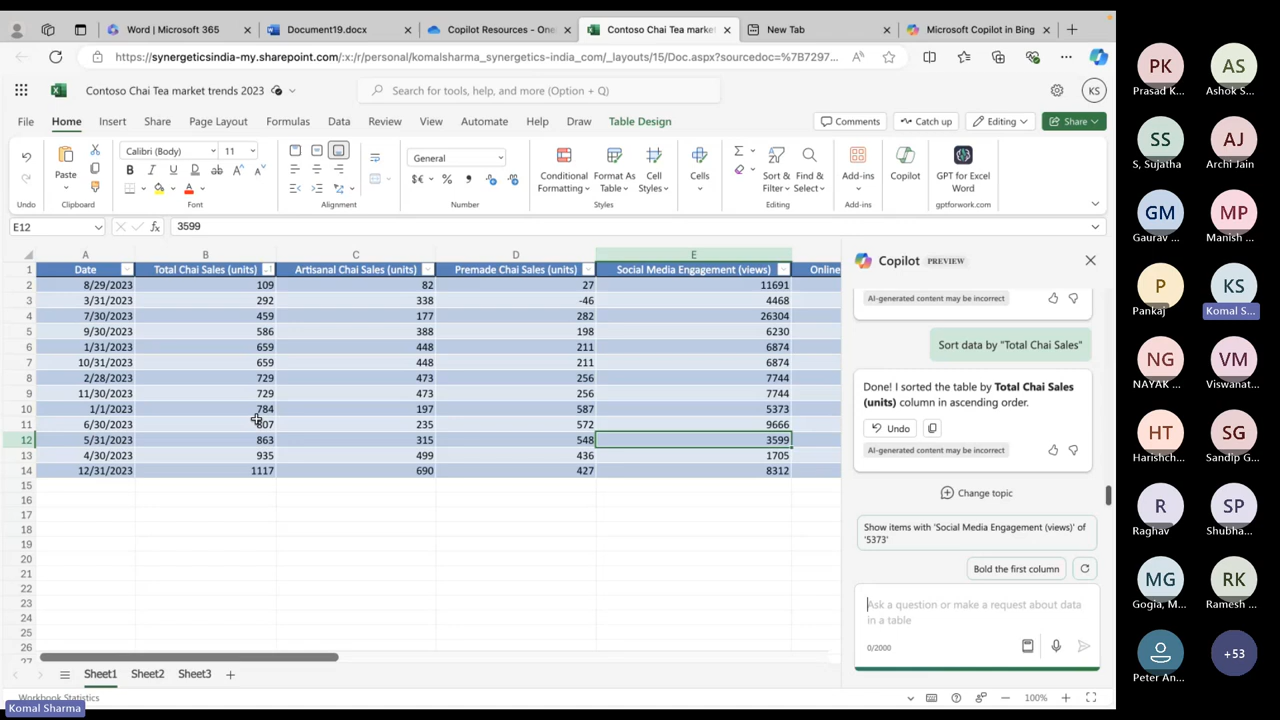 Word | Microsoft 365
Document19.docx
Copilot Resources - One
Contoso Chai Tea marke
New Tab
Microsoft Copilot in Bing
https://synergeticsindia-my.sharepoint.com/:x:/r/personal/komalsharma_synergetics-india_com/_layouts/15/Doc.aspx?sourcedoc=%7B7297...
Contoso Chai Tea market trends 2023
Search for tools, help, and more (Option + Q)
KS
File Home Insert Share Page Layout Formulas Data Review View Automate Help Draw Table Design
Comments Catch up Editing Share
Paste
Calibri (Body) 11
B I U D ab A A
A
General
$€ % 9
Conditional Formatting
Format As Table
Cell Styles
Cells
Sort & Filter
Find & Select
Add-ins
Copilot
GPT for Excel Word
gptforwork.com
Undo Clipboard Font Alignment Number Styles Editing Add-ins
E12 fx 3599
A B C D E
1 Date Total Chai Sales (units) Artisanal Chai Sales (units) Premade Chai Sales (units) Social Media Engagement (views) Online
2 8/29/2023 109 82 27 11691
3 3/31/2023 292 338 -46 4468
4 7/30/2023 459 177 282 26304
5 9/30/2023 586 388 198 6230
6 1/31/2023 659 448 211 6874
7 10/31/2023 659 448 211 6874
8 2/28/2023 729 473 256 7744
9 11/30/2023 729 473 256 7744
10 1/1/2023 784 197 587 5373
11 6/30/2023 807 235 572 9666
12 5/31/2023 863 315 548 3599
13 4/30/2023 935 499 436 1705
14 12/31/2023 1117 690 427 8312
15
16
17
18
19
20
21
22
23
24
25
26
27
Sheet1 Sheet2 Sheet3
Workbook Statistics
100%
Komal Sharma
Copilot PREVIEW
AI-generated content may be incorrect
Sort data by "Total Chai Sales"
Done! I sorted the table by Total Chai Sales
(units) column in ascending order.
Undo
AI-generated content may be incorrect
Change topic
Show items with 'Social Media Engagement (views)' of
'5373'
Bold the first column
Ask a question or make a request about data
in a table
0/2000
PK AS
Prasad K... Ashok S...
SS AJ
S, Sujatha Archi Jain
GM MP
Gaurav ... Manish ...
P KS
Pankaj Komal S...
NG VM
NAYAK ... Viswanat...
HT SG
Harishch... Sandip G...
R SP
Raghav Shubha...
MG RK
Gogia, M... Ramesh ...
+53
Peter An...